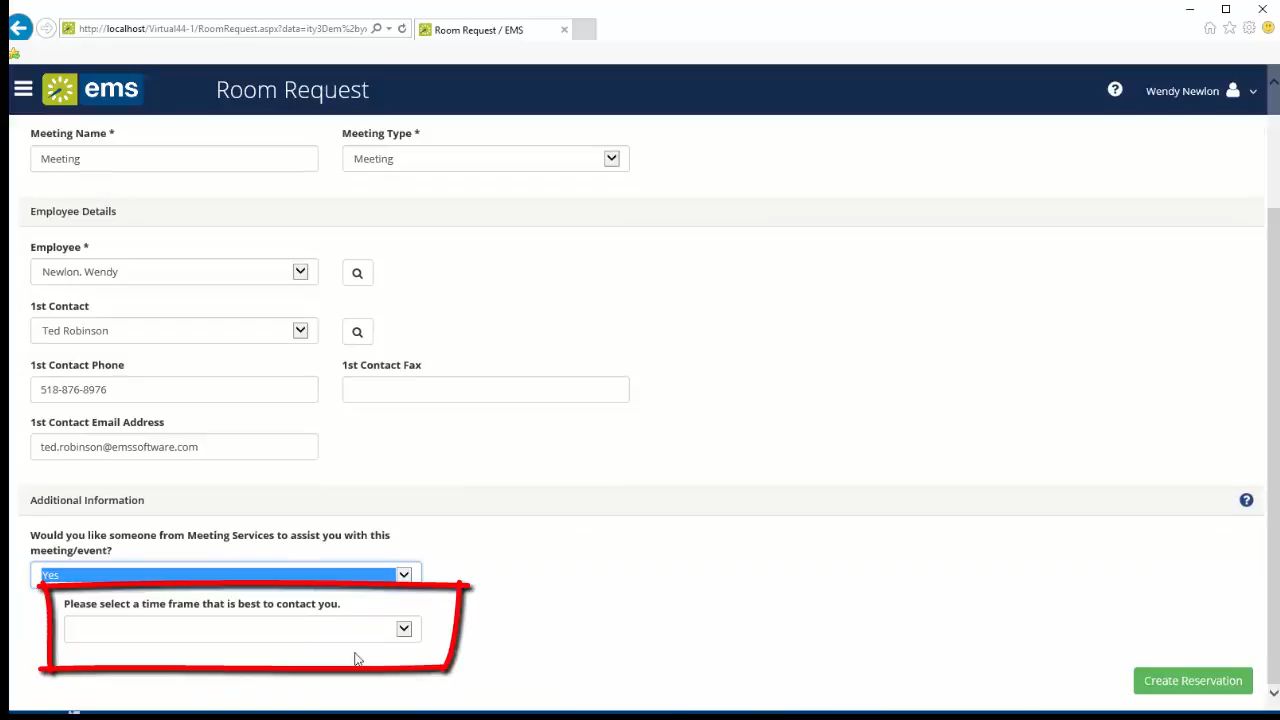 http://localhost/Virtual44-1/RoomRequest.aspx?data=ity3Dem%2by
Room Request / EMS
ems
Room Request
Wendy Newlon
Meeting Name *
Meeting Type *
Meeting
Meeting
Employee Details
Employee *
Newlon, Wendy
1st Contact
Ted Robinson
1st Contact Phone
1st Contact Fax
518-876-8976
1st Contact Email Address
ted.robinson@emssoftware.com
Additional Information
Would you like someone from Meeting Services to assist you with this
meeting/event?
Yes
Please select a time frame that is best to contact you.
Create Reservation